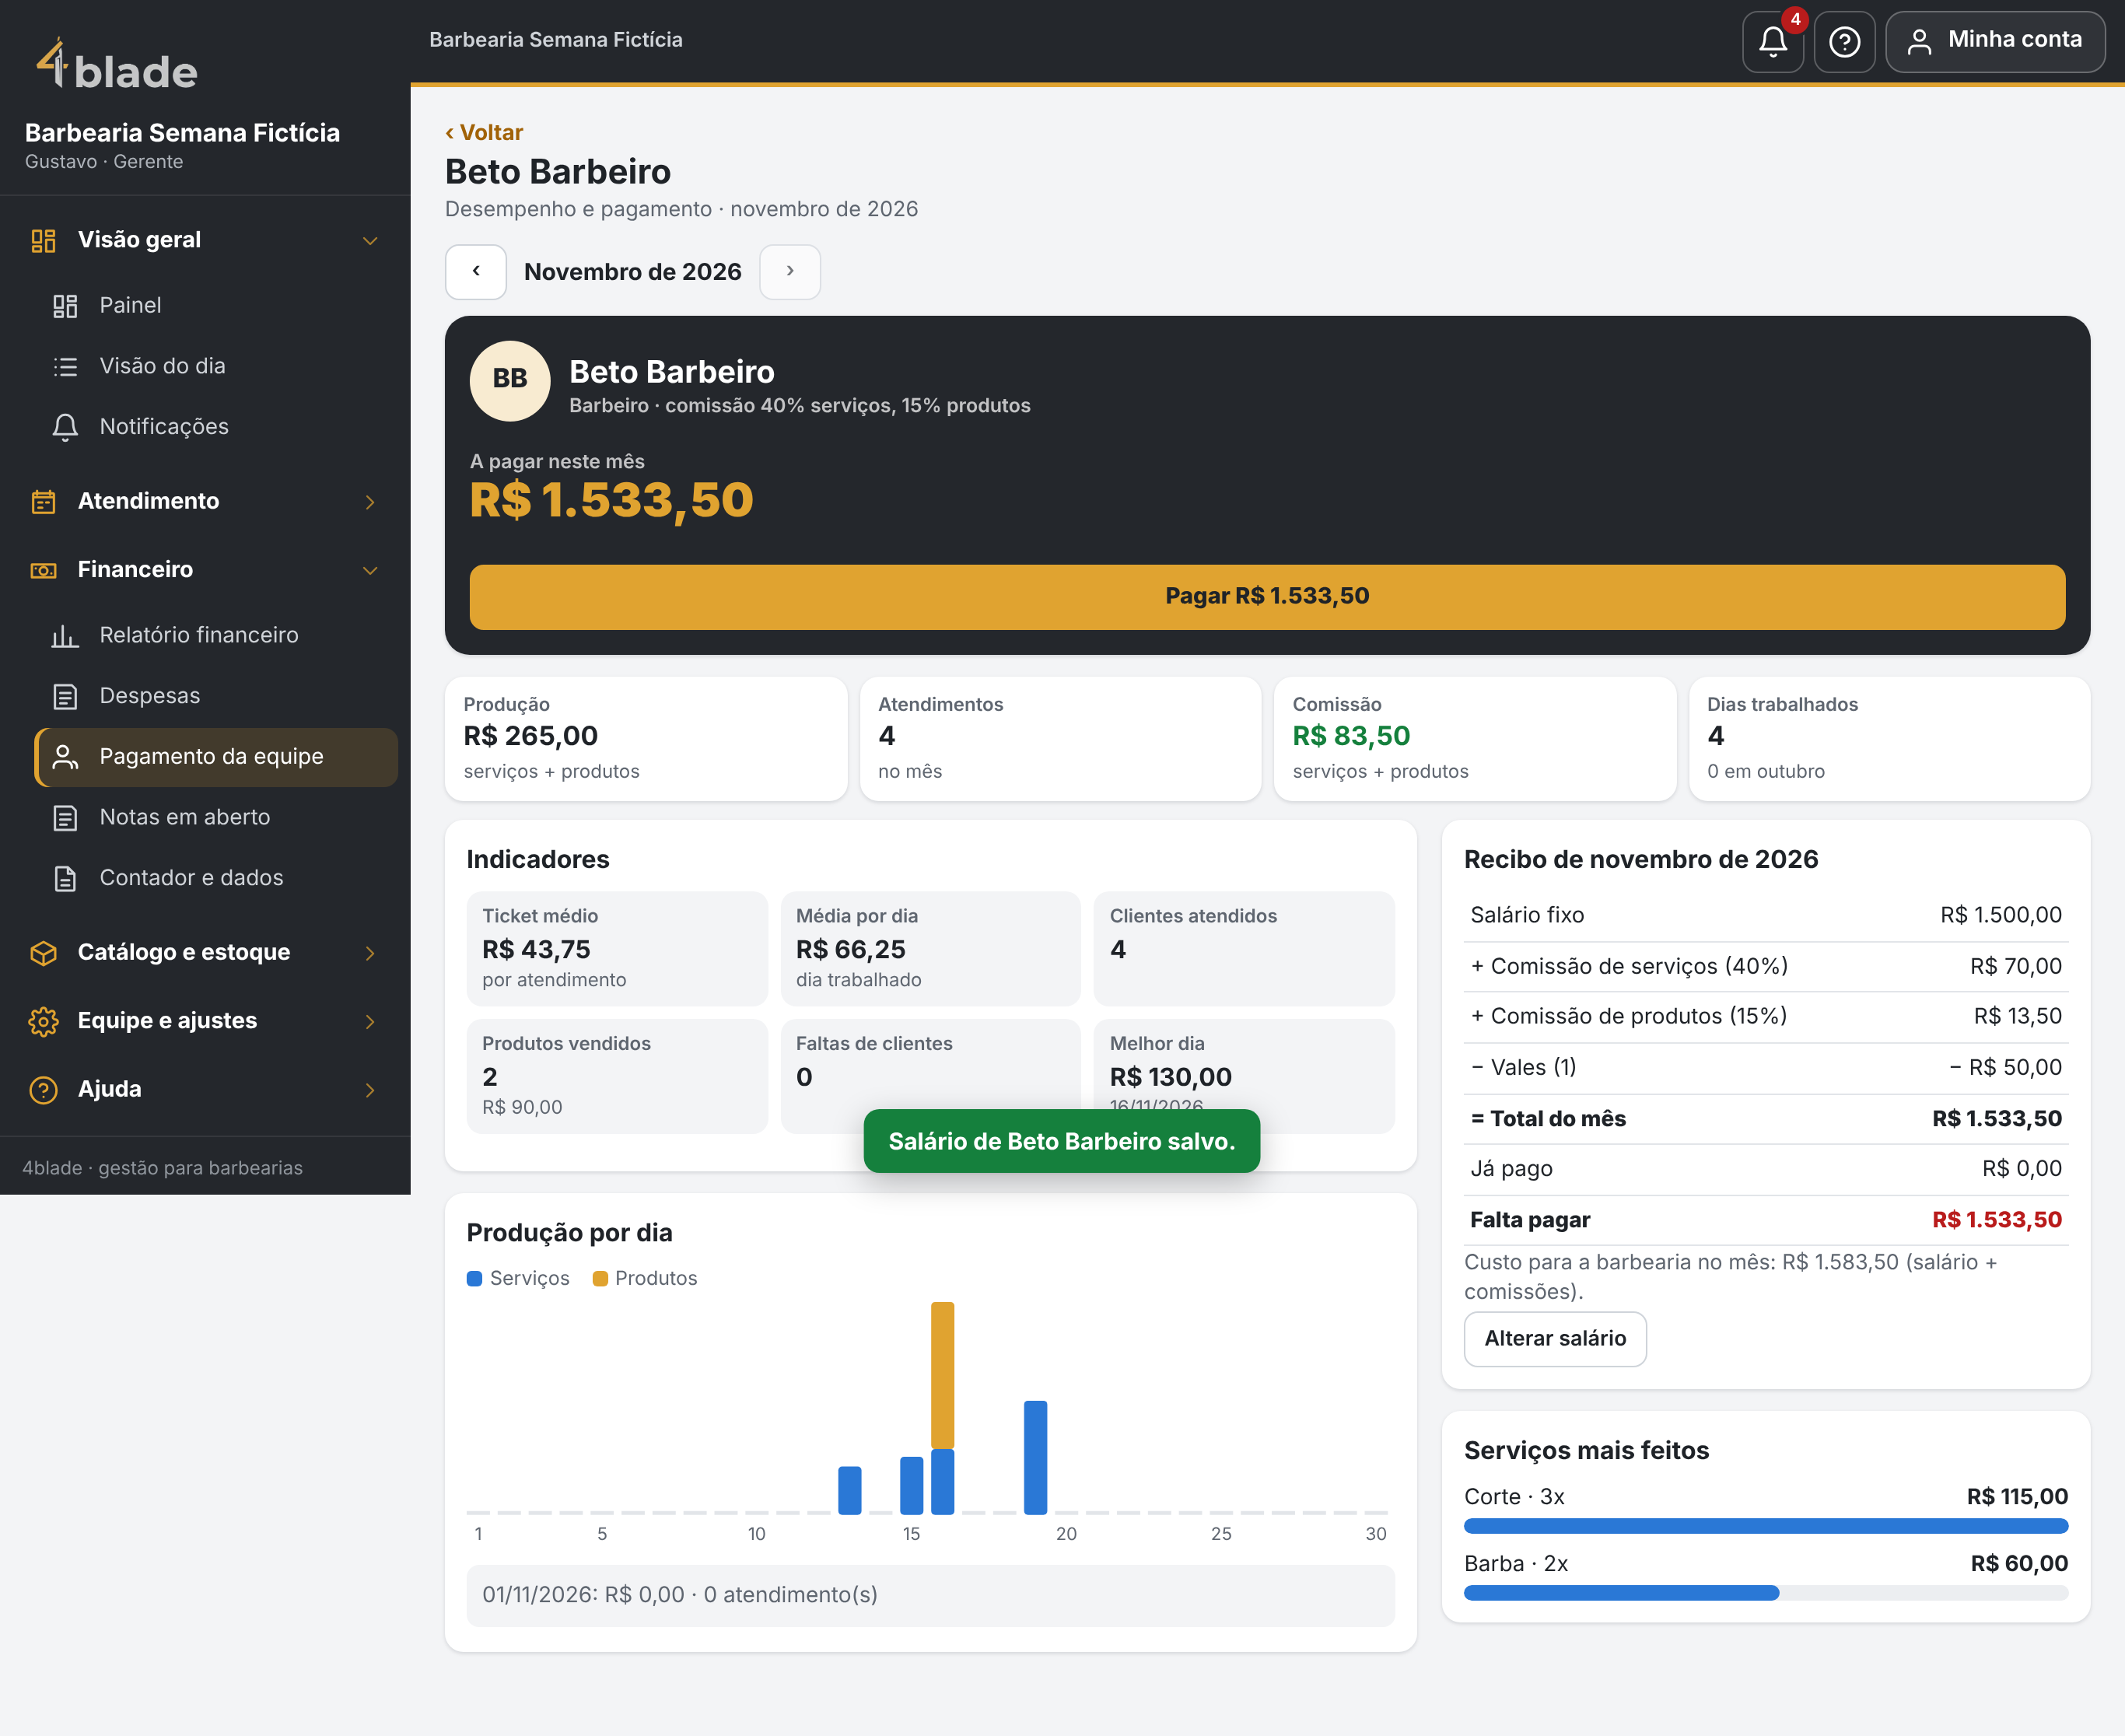 4blade
Barbearia Semana Fictícia
Gustavo · Gerente
Visão geral
Painel
Visão do dia
Notificações
Atendimento
Financeiro
Relatório financeiro
Despesas
Pagamento da equipe
Notas em aberto
Contador e dados
Catálogo e estoque
Equipe e ajustes
Ajuda
4blade · gestão para barbearias
Barbearia Semana Fictícia
4
Minha conta
‹ Voltar
Beto Barbeiro
Desempenho e pagamento · novembro de 2026
‹ Novembro de 2026 ›
BB
Beto Barbeiro
Barbeiro · comissão 40% serviços, 15% produtos
A pagar neste mês
R$ 1.533,50
Pagar R$ 1.533,50
Produção
R$ 265,00
serviços + produtos
Atendimentos
4
no mês
Comissão
R$ 83,50
serviços + produtos
Dias trabalhados
4
0 em outubro
Indicadores
Ticket médio
R$ 43,75
por atendimento
Média por dia
R$ 66,25
dia trabalhado
Clientes atendidos
4
Produtos vendidos
2
R$ 90,00
Faltas de clientes
0
Melhor dia
R$ 130,00
16/11/2026
Salário de Beto Barbeiro salvo.
Produção por dia
Serviços Produtos
1 5 10 15 20 25 30
01/11/2026: R$ 0,00 · 0 atendimento(s)
Recibo de novembro de 2026
Salário fixo R$ 1.500,00
+ Comissão de serviços (40%) R$ 70,00
+ Comissão de produtos (15%) R$ 13,50
− Vales (1) − R$ 50,00
= Total do mês R$ 1.533,50
Já pago R$ 0,00
Falta pagar R$ 1.533,50
Custo para a barbearia no mês: R$ 1.583,50 (salário +
comissões).
Alterar salário
Serviços mais feitos
Corte · 3x R$ 115,00
Barba · 2x R$ 60,00